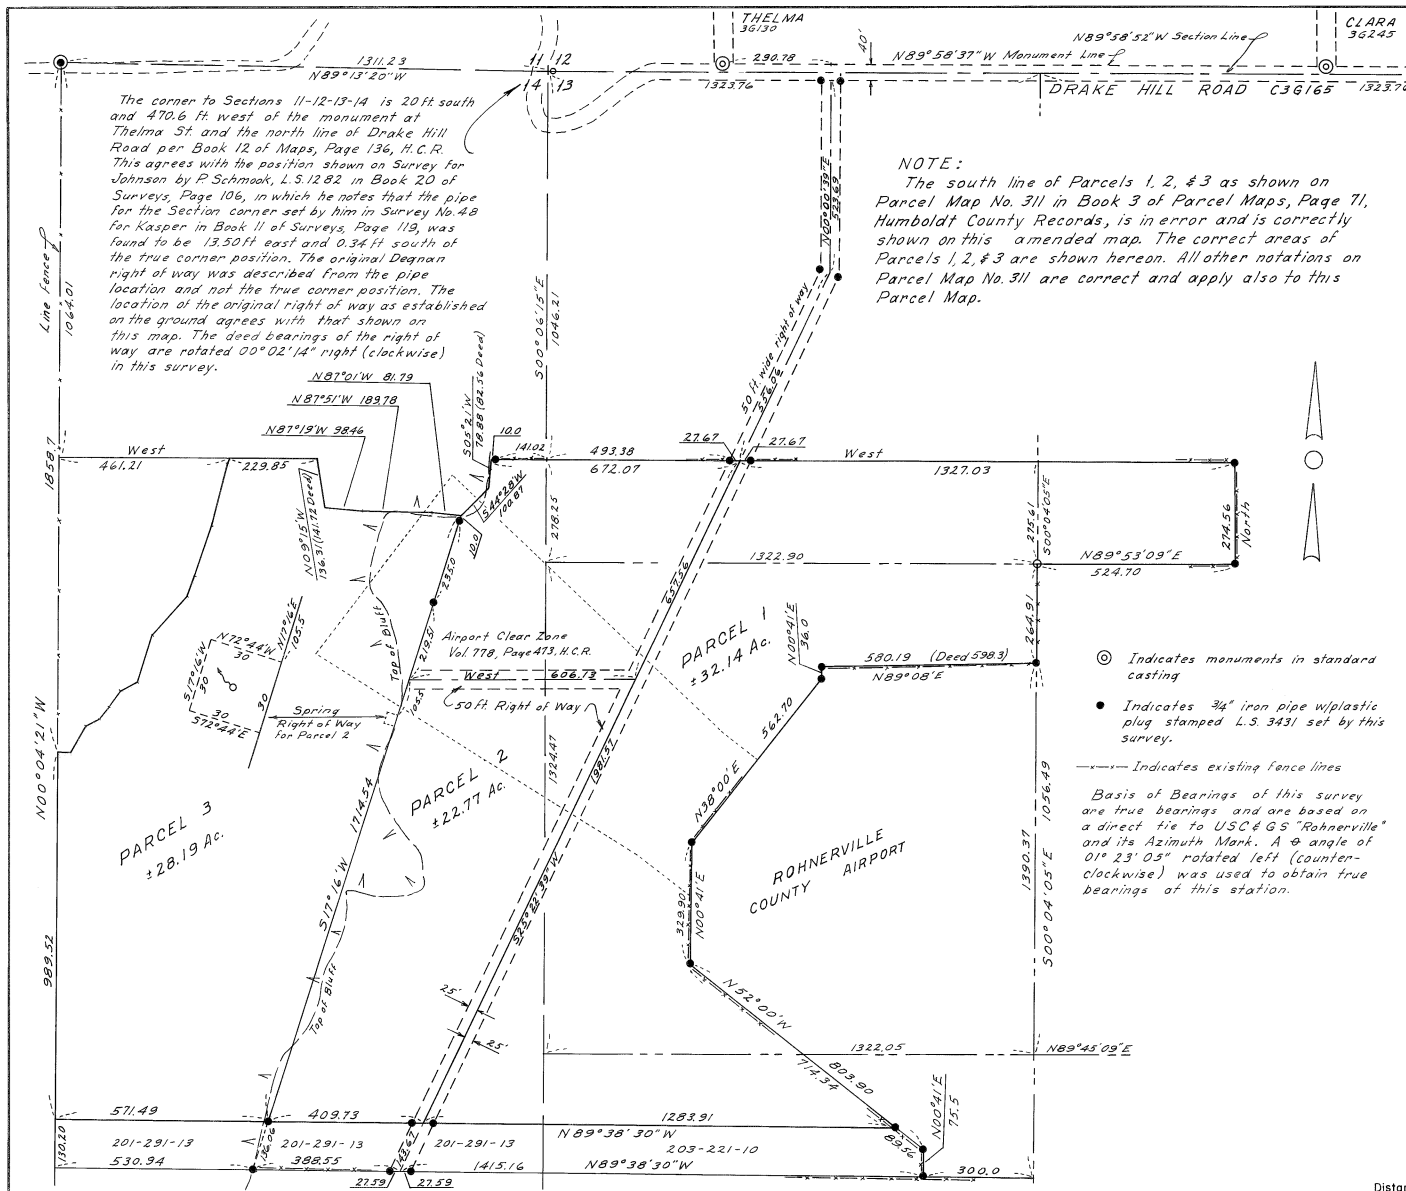 THELMA
3G130
CLARA
3G245
N89°58'52"W Section Line
1311.23
N89°13'20"W
11 12
14 13
290.78
40'
N89°58'37"W Monument Line
1323.76
DRAKE HILL ROAD C3G165
1323.76
The corner to Sections 11-12-13-14 is 20 ft south
and 470.6 ft. west of the monument at
Thelma St. and the north line of Drake Hill
Road per Book 12 of Maps, Page 136, H.C.R.
This agrees with the position shown on Survey for
Johnson by P. Schmook, L.S. 1282 in Book 20 of
Surveys, Page 106, in which he notes that the pipe
for the Section corner set by him in Survey No. 48
for Kasper in Book 11 of Surveys, Page 119, was
found to be 13.50 ft east and 0.34 ft south of
the true corner position. The original Degnan
right of way was described from the pipe
location and not the true corner position. The
location of the original right of way as established
on the ground agrees with that shown on
this map. The deed bearings of the right of
way are rotated 00°02'14" right (clockwise)
in this survey.
NOTE:
The south line of Parcels 1, 2, & 3 as shown on
Parcel Map No. 311 in Book 3 of Parcel Maps, Page 71,
Humboldt County Records, is in error and is correctly
shown on this amended map. The correct areas of
Parcels 1, 2, & 3 are shown hereon. All other notations on
Parcel Map No. 311 are correct and apply also to this
Parcel Map.
Line Fence
1064.01
S00°06'15"E
1046.21
N00°00'39"E
523.69
50 ft. wide right of way
556.06
N87°01'W 81.79
N87°51'W 189.78
N87°19'W 98.46
S05°21'W
78.88 (82.56 Deed)
10.0
141.02
493.38
672.07
27.67
27.67
West
1327.03
West
461.21
229.85
1858.7
N09°15'W
136.31 (141.72 Deed)
S44°28'W
100.87
10.0
278.25
275.61
S00°04'05"E
274.56
North
1322.90
N89°53'09"E
524.70
235.0
657.56
264.91
Top of Bluff
219.51
Airport Clear Zone
Vol. 778, Page 473, H.C.R.
West 606.73
50 ft. Right of Way
105.5
PARCEL 1
±32.14 Ac.
N00°41'E
36.0
580.19 (Deed 598.3)
N89°08'E
N72°44'W
30
N17°16'E
105.5
S17°16'W
30
30
30
S72°44'E
Spring
Right of Way
for Parcel 2
Indicates monuments in standard
casting
Indicates 3/4" iron pipe w/plastic
plug stamped L.S. 3431 set by this
survey.
Indicates existing fence lines
Basis of Bearings of this survey
are true bearings and are based on
a direct tie to USC & GS "Rohnerville"
and its Azimuth Mark. A θ angle of
01° 23' 05" rotated left (counter-
clockwise) was used to obtain true
bearings at this station.
562.70
N38°00'E
N00°04'21"W
PARCEL 2
±22.77 Ac.
1324.47
1981.57
1714.54
PARCEL 3
±28.19 Ac.
1056.49
1390.37
S00°04'05"E
ROHNERVILLE
COUNTY AIRPORT
S17°16'W
S25°22'39"W
329.90
N00°41'E
989.52
Top of Bluff
25'
25'
N52°00'W
1322.05
N89°45'09"E
803.90
714.34
571.49
409.73
1283.91
N89°38'30"W
N00°41'E
75.5
130.20
201-291-13
136.06
201-291-13
143.67
201-291-13
203-221-10
89.56
530.94
388.55
1415.16
N89°38'30"W
300.0
27.59
27.59
Distan